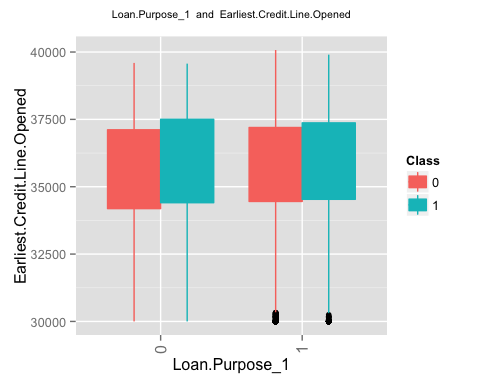 Loan.Purpose_1 and Earliest.Credit.Line.Opened
Earliest.Credit.Line.Opened
40000
37500
35000
32500
30000
0
1
Loan.Purpose_1
Class
0
1